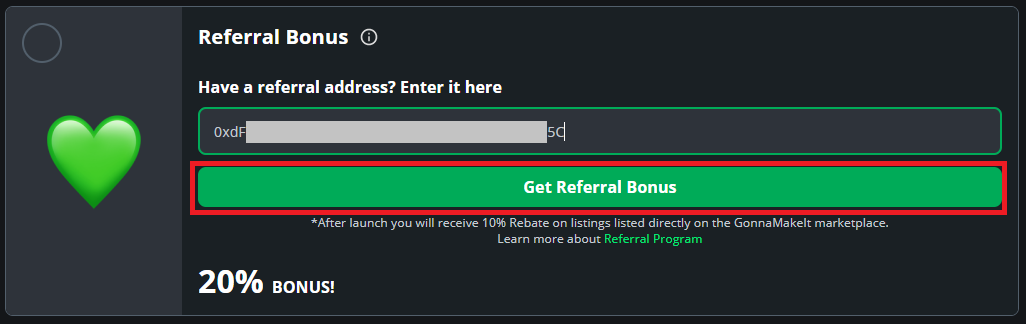 Referral Bonus
Have a referral address? Enter it here
0xdF 5C
Get Referral Bonus
*After launch you will receive 10% Rebate on listings listed directly on the GonnaMakeIt marketplace.
Learn more about Referral Program
20% BONUS!